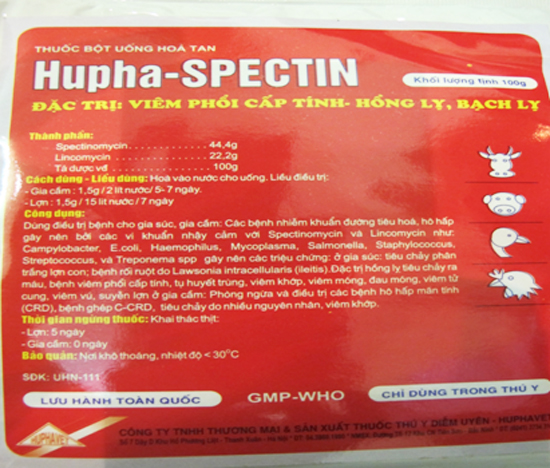 THUỐC BỘT UỐNG HOÀ TAN
Hupha-SPECTIN
Khối lượng tịnh 100g
ĐẶC TRỊ: VIÊM PHỔI CẤP TÍNH- HỒNG LỴ, BẠCH LỴ
Thành phần:
Spectinomycin . . . . . . . . . . . . . 44,4g
Lincomycin . . . . . . . . . . . . . . . 22,2g
Tá dược vđ . . . . . . . . . . . . . . . 100g
Cách dùng - Liều dùng: Hoà vào nước cho uống. Liều điều trị:
- Gia cầm : 1,5g / 2 lít nước/ 5- 7 ngày.
- Lợn : 1,5g / 15 lít nước / 7 ngày
Công dụng:
Dùng điều trị bệnh cho gia súc, gia cầm: Các bệnh nhiễm khuẩn đường tiêu hoá, hô hấp
gây nên bởi các vi khuẩn nhậy cảm với Spectinomycin và Lincomycin như:
Campylobacter, E.coli, Haemophilus, Mycoplasma, Salmonella, Staphylococcus,
Streptococcus, và Treponema spp gây nên các triệu chứng: ở gia súc: tiêu chảy phân
trắng lợn con; bệnh rối ruột do Lawsonia intracellularis (ileitis). Đặc trị hồng lỵ tiêu chảy ra
máu, bệnh viêm phổi cấp tính, tụ huyết trùng, viêm khớp, viêm móng, đau móng, viêm tử
cung, viêm vú, suyễn lợn ở gia cầm: Phòng ngừa và điều trị các bệnh hô hấp mãn tính
(CRD), bệnh ghép C-CRD, tiêu chảy do nhiều nguyên nhân, viêm khớp.
Thời gian ngừng thuốc: Khai thác thịt:
- Lợn: 5 ngày
- Gia cầm: 0 ngày
Bảo quản: Nơi khô thoáng, nhiệt độ < 30°C
SĐK: UHN-111
LƯU HÀNH TOÀN QUỐC
GMP-WHO
CHỈ DÙNG TRONG THÚ Y
HUPHAVET
CÔNG TY TNHH THƯƠNG MẠI & SẢN XUẤT THUỐC THÚ Y DIỄM UYÊN - HUPHAVET